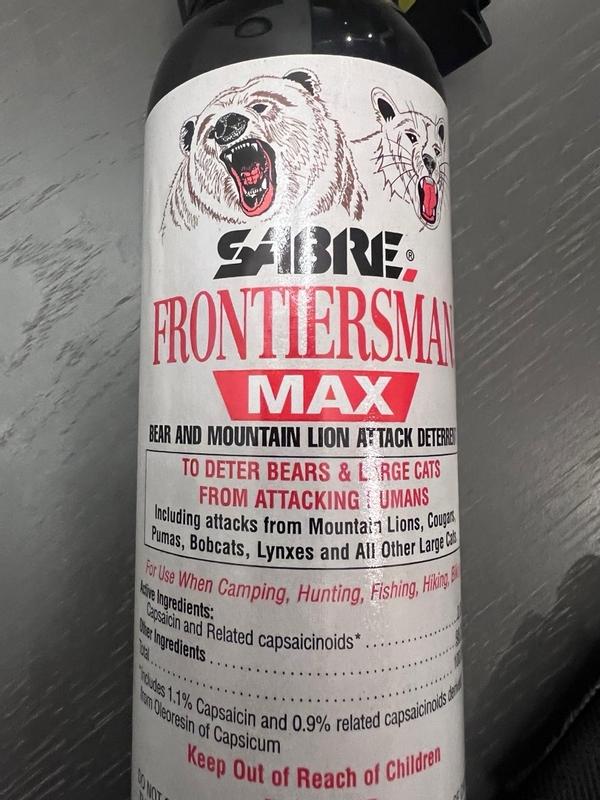 SABRE®
FRONTIERSMAN
MAX
BEAR AND MOUNTAIN LION ATTACK DETERREN
TO DETER BEARS & LARGE CATS
FROM ATTACKING HUMANS
Including attacks from Mountain Lions, Cougars,
Pumas, Bobcats, Lynxes and All Other Large Cats
For Use When Camping, Hunting, Fishing, Hiking,
Active Ingredients:
Capsaicin and Related capsaicinoids*
Other Ingredients
Total
*Includes 1.1% Capsaicin and 0.9% related capsaicinoids
from Oleoresin of Capsicum
Keep Out of Reach of Children
DO NOT